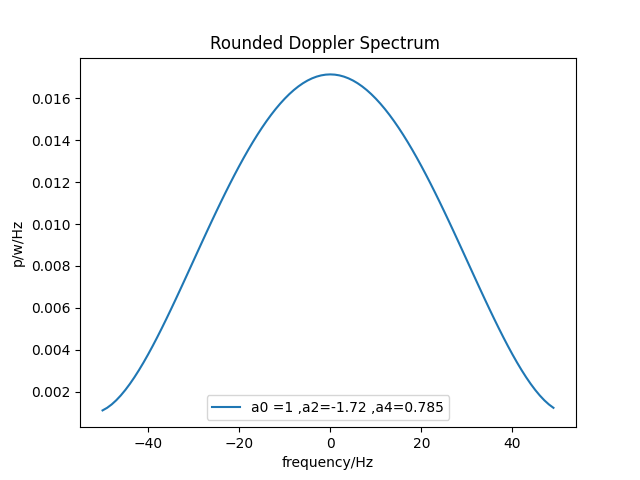 Rounded Doppler Spectrum
0.016
0.014
0.012
0.010
0.008
0.006
0.004
0.002
p/w/Hz
a0 =1 ,a2=-1.72 ,a4=0.785
−40 −20 0 20 40
frequency/Hz